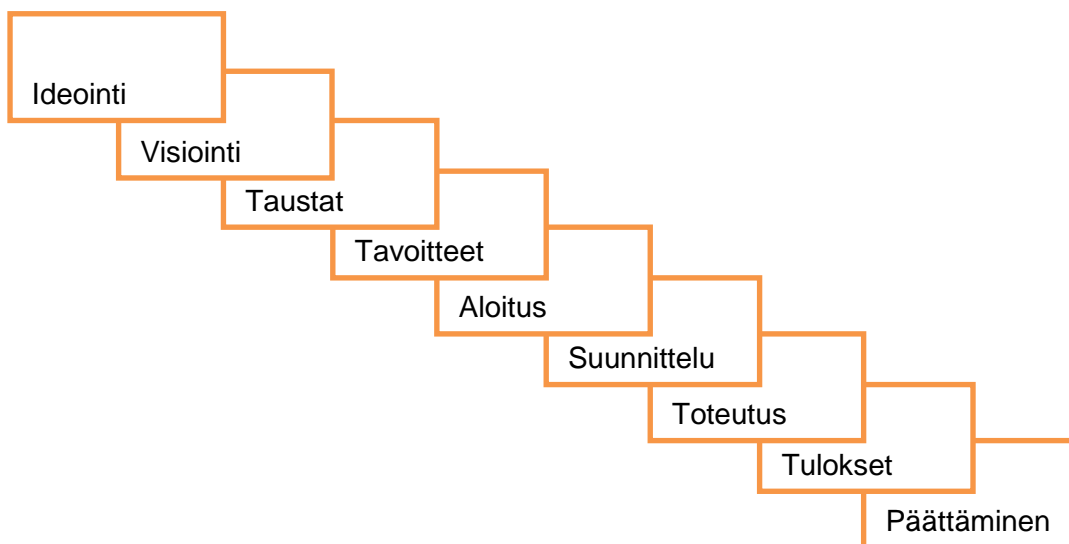 Ideointi
Visiointi
Taustat
Tavoitteet
Aloitus
Suunnittelu
Toteutus
Tulokset
Päättäminen